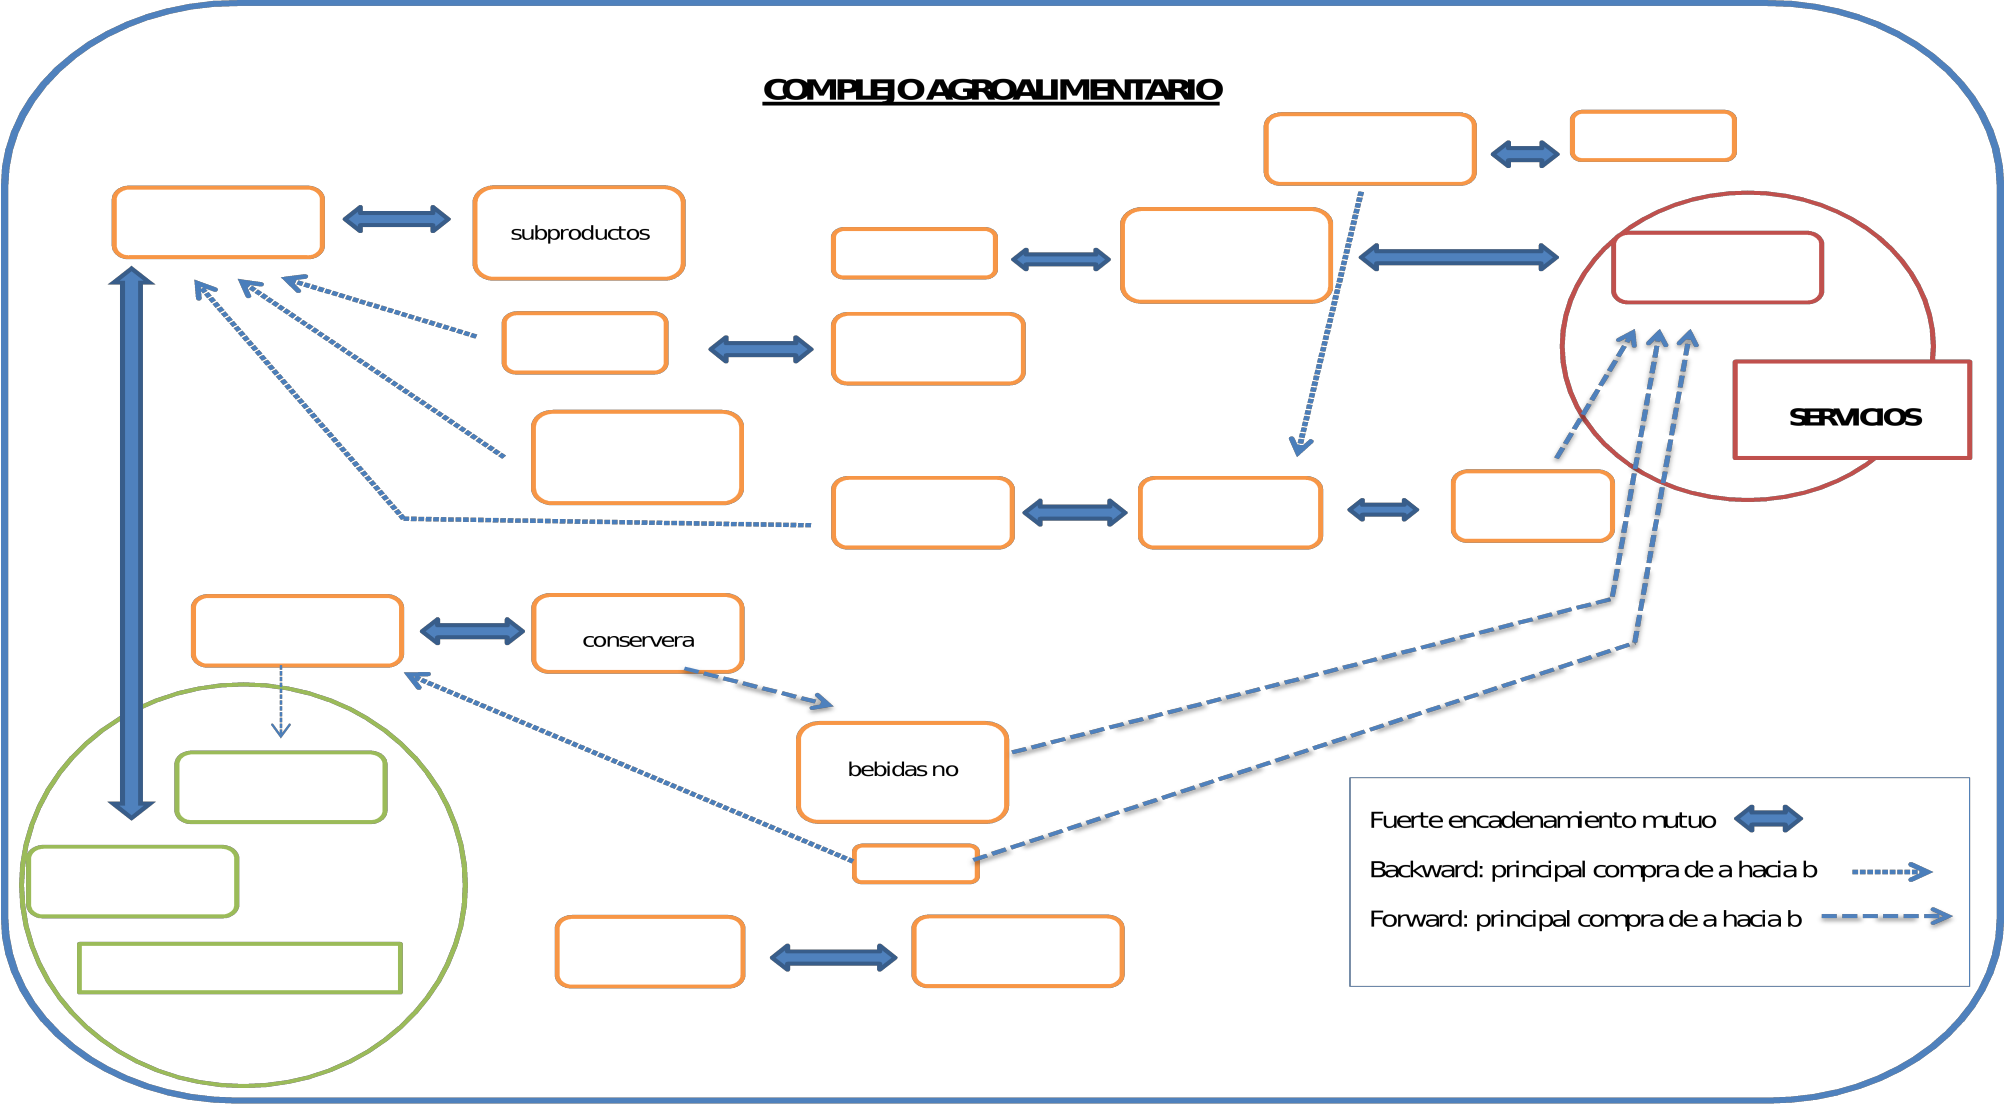 COMPLEJO AGROALIMENTARIO
subproductos
SERVICIOS
conservera
bebidas no
Fuerte encadenamiento mutuo
Backward: principal compra de a hacia b
Forward: principal compra de a hacia b